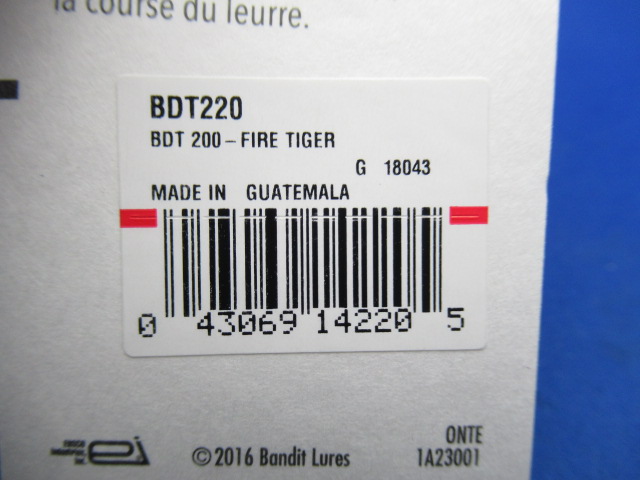 la course du leurre.
BDT220
BDT 200 – FIRE TIGER
G 18043
MADE IN GUATEMALA
0 43069 14220 5
ONTE
©2016 Bandit Lures 1A23001